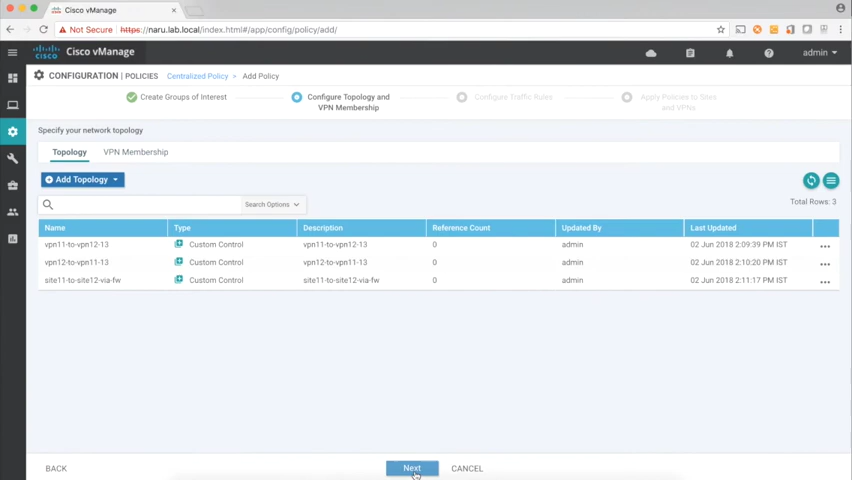 Cisco vManage
Not Secure https://naru.lab.local/index.html#/app/config/policy/add/
CISCO Cisco vManage
admin
CONFIGURATION | POLICIES Centralized Policy > Add Policy
Create Groups of Interest
Configure Topology and
VPN Membership
Configure Traffic Rules
Apply Policies to Sites
and VPNs
Specify your network topology
Topology VPN Membership
Add Topology
Search Options
Total Rows: 3
Name Type Description Reference Count Updated By Last Updated
vpn11-to-vpn12-13 Custom Control vpn11-to-vpn12-13 0 admin 02 Jun 2018 2:09:39 PM IST ...
vpn12-to-vpn11-13 Custom Control vpn12-to-vpn11-13 0 admin 02 Jun 2018 2:10:20 PM IST ...
site11-to-site12-via-fw Custom Control site11-to-site12-via-fw 0 admin 02 Jun 2018 2:11:17 PM IST ...
BACK Next CANCEL